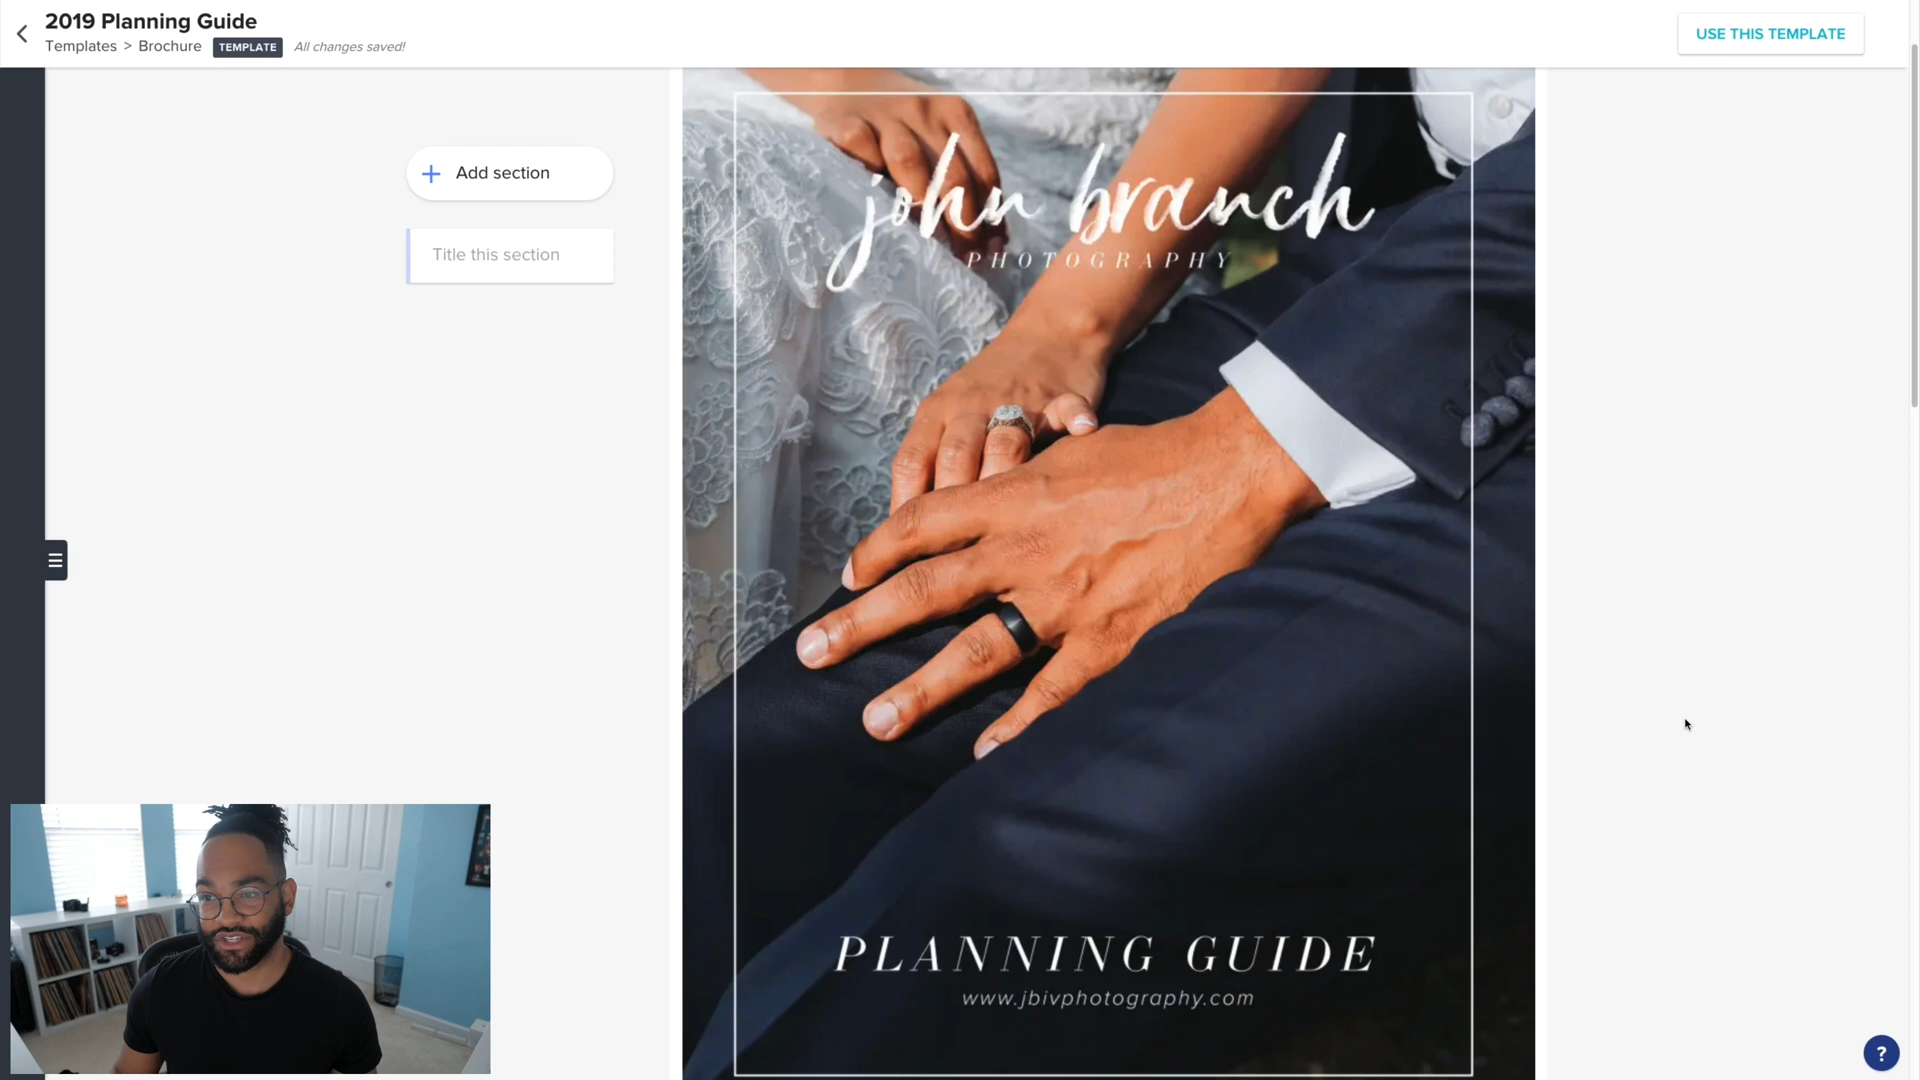 2019 Planning Guide
Templates > Brochure TEMPLATE All changes saved!
USE THIS TEMPLATE
+ Add section
Title this section
john branch
PHOTOGRAPHY
PLANNING GUIDE
www.jbivphotography.com
?